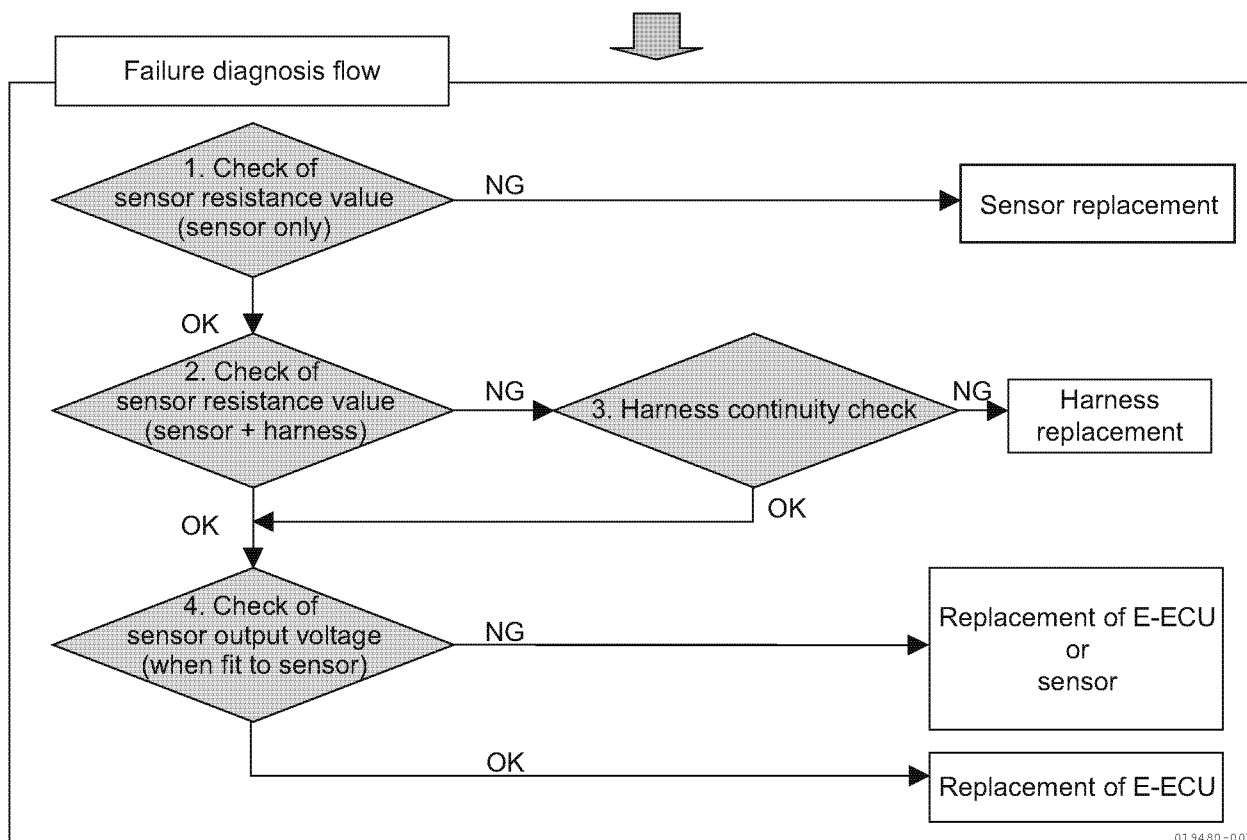 Failure diagnosis flow
1. Check of
sensor resistance value
(sensor only)
NG
Sensor replacement
OK
2. Check of
sensor resistance value
(sensor + harness)
NG
3. Harness continuity check
NG
Harness
replacement
OK
OK
4. Check of
sensor output voltage
(when fit to sensor)
NG
Replacement of E-ECU
or
sensor
OK
Replacement of E-ECU